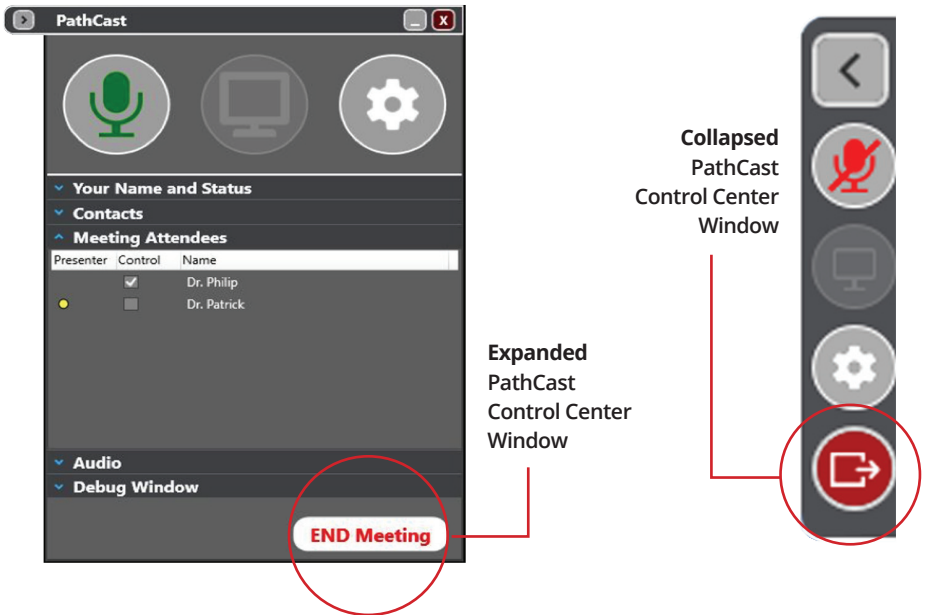 PathCast
_ X
Your Name and Status
Contacts
Meeting Attendees
Presenter Control Name
Dr. Philip
Dr. Patrick
Audio
Debug Window
END Meeting
Expanded
PathCast
Control Center
Window
Collapsed
PathCast
Control Center
Window